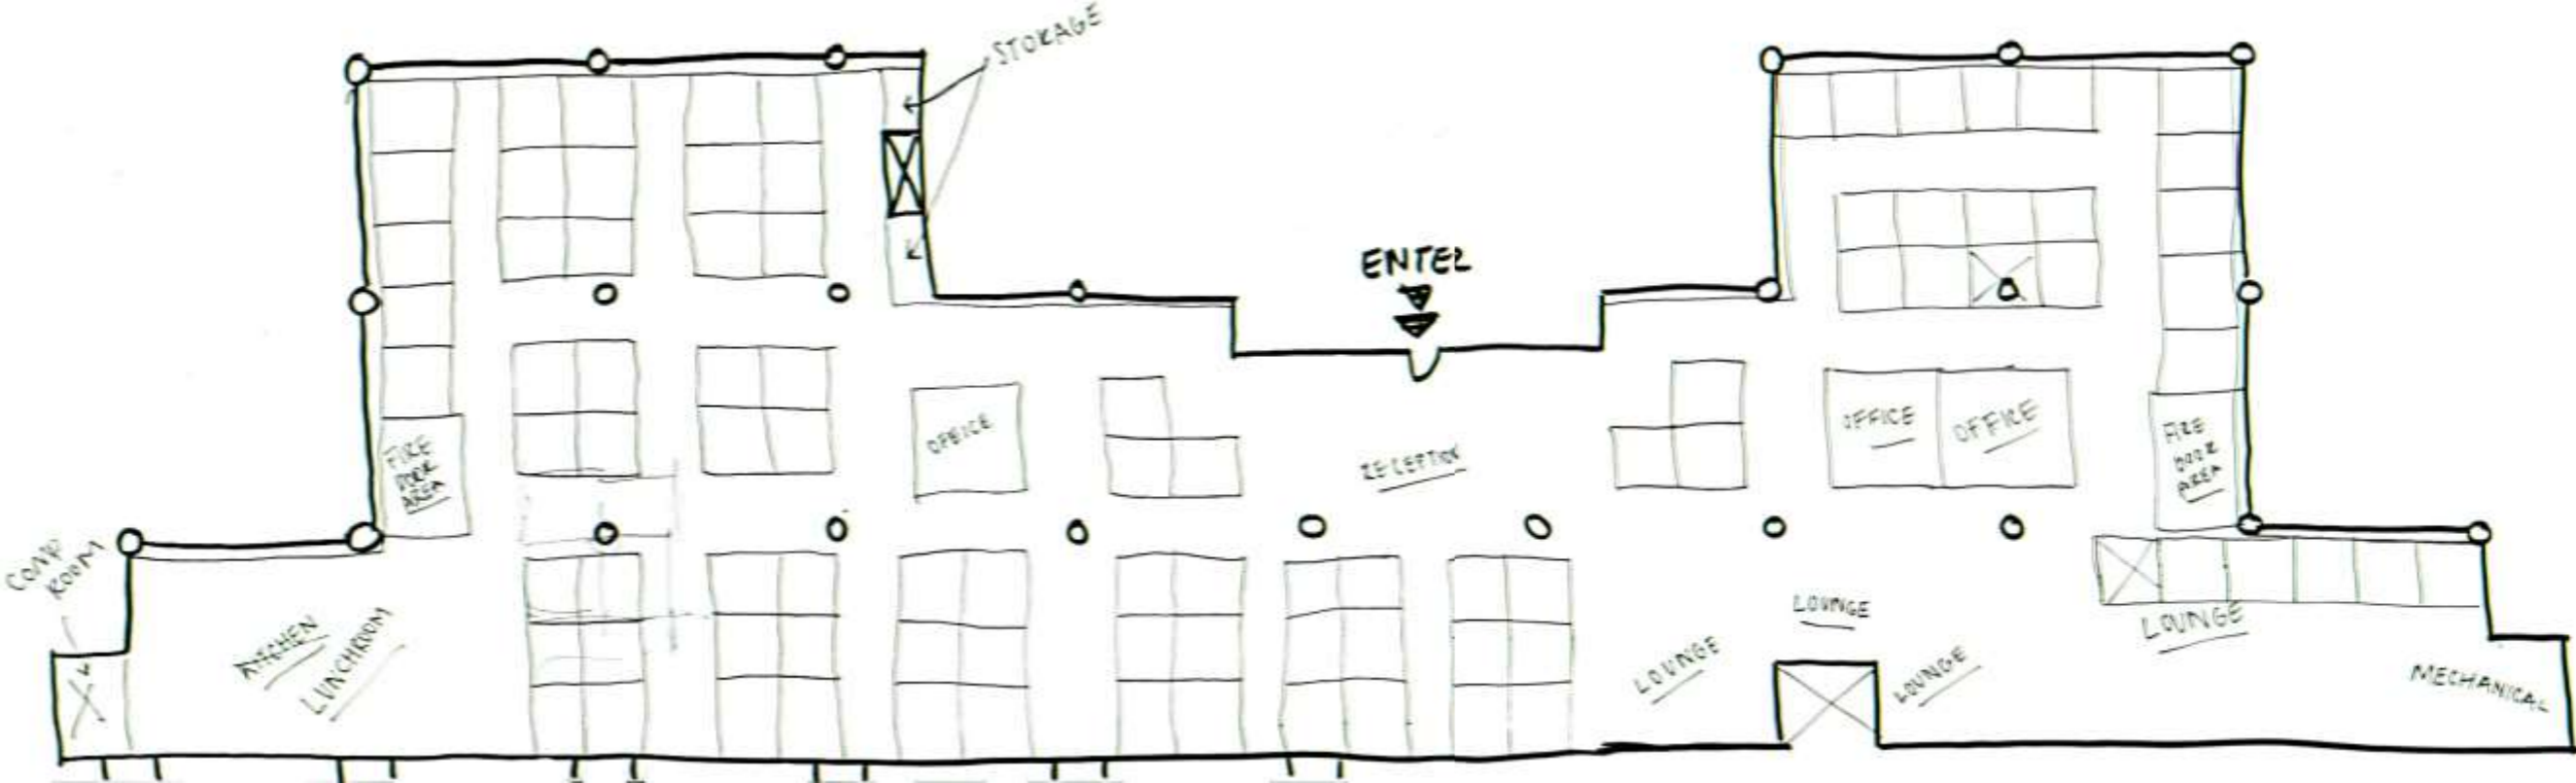 STORAGE
ENTER
OFFICE
RECEPTION
OFFICE
OFFICE
FIRE
DOOR
AREA
FIRE
DOOR
AREA
COMP
ROOM
KITCHEN
LUNCHROOM
LOUNGE
LOUNGE
LOUNGE
LOUNGE
MECHANICAL